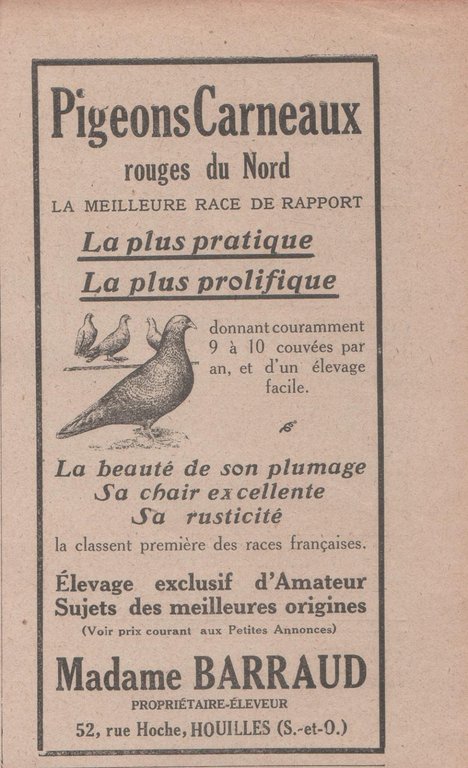 Pigeons Carneaux
rouges du Nord
LA MEILLEURE RACE DE RAPPORT
La plus pratique
La plus prolifique
donnant couramment
9 à 10 couvées par
an, et d'un élevage
facile.
La beauté de son plumage
Sa chair excellente
Sa rusticité
la classent première des races françaises.
Élevage exclusif d'Amateur
Sujets des meilleures origines
(Voir prix courant aux Petites Annonces)
Madame BARRAUD
PROPRIÉTAIRE-ÉLEVEUR
52, rue Hoche, HOUILLES (S.-et-O.)